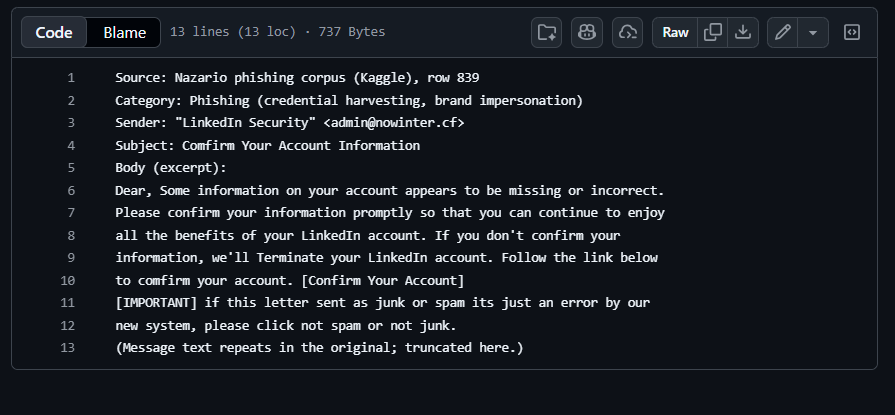 Code Blame 13 lines (13 loc) · 737 Bytes Raw
1 Source: Nazario phishing corpus (Kaggle), row 839
2 Category: Phishing (credential harvesting, brand impersonation)
3 Sender: "LinkedIn Security" <admin@nowinter.cf>
4 Subject: Comfirm Your Account Information
5 Body (excerpt):
6 Dear, Some information on your account appears to be missing or incorrect.
7 Please confirm your information promptly so that you can continue to enjoy
8 all the benefits of your LinkedIn account. If you don't confirm your
9 information, we'll Terminate your LinkedIn account. Follow the link below
10 to comfirm your account. [Confirm Your Account]
11 [IMPORTANT] if this letter sent as junk or spam its just an error by our
12 new system, please click not spam or not junk.
13 (Message text repeats in the original; truncated here.)